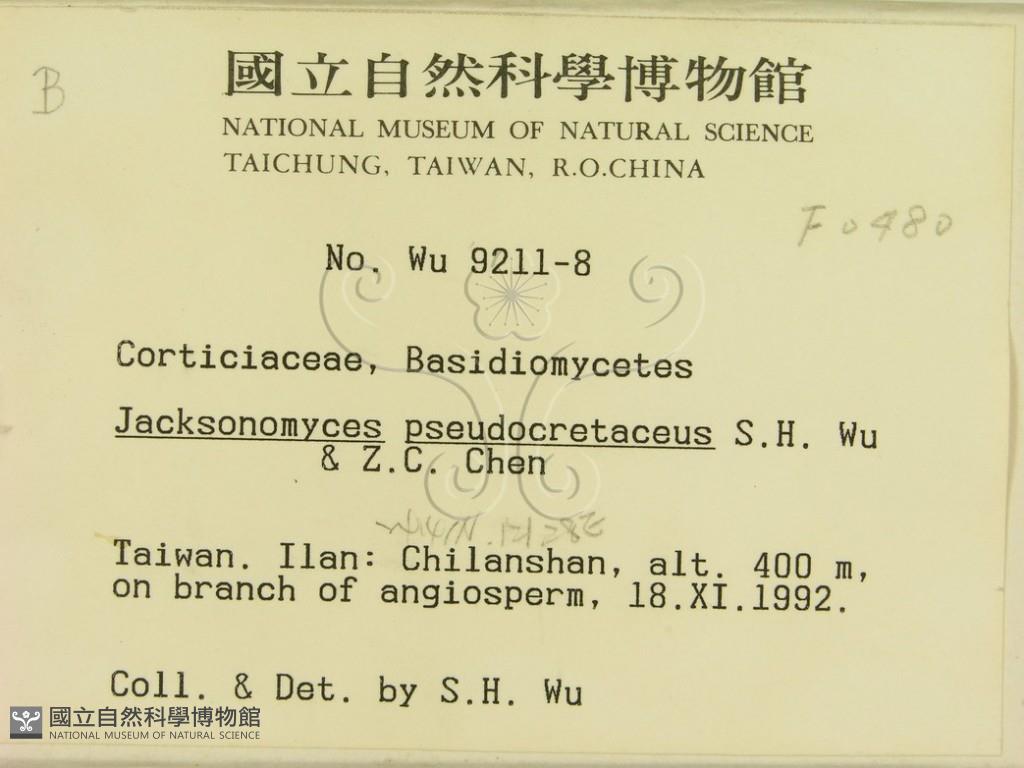 B
國立自然科學博物館
NATIONAL MUSEUM OF NATURAL SCIENCE
TAICHUNG, TAIWAN, R.O.CHINA
F0480
No. Wu 9211-8
Corticiaceae, Basidiomycetes
Jacksonomyces pseudocretaceus S.H. Wu
& Z.C. Chen
Taiwan. Ilan: Chilanshan, alt. 400 m,
on branch of angiosperm, 18.XI.1992.
Coll. & Det. by S.H. Wu
國立自然科學博物館
NATIONAL MUSEUM OF NATURAL SCIENCE